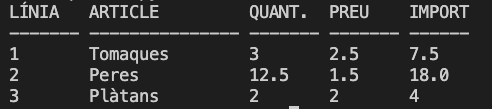 LÍNIA   ARTICLE         QUANT.  PREU    IMPORT
------- --------------- ------- ------- ------
1       Tomaques        3       2.5     7.5
2       Peres           12.5    1.5     18.0
3       Plàtans         2       2       4